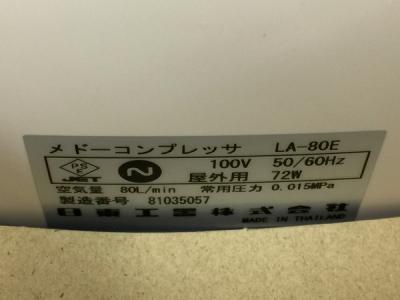 メドーコンプレッサ LA-80E
PS E JET N 100V 50/60Hz
屋外用 72W
空気量 80L/min 常用圧力 0.015MPa
製造番号 81035057
日東工器株式会社
MADE IN THAILAND